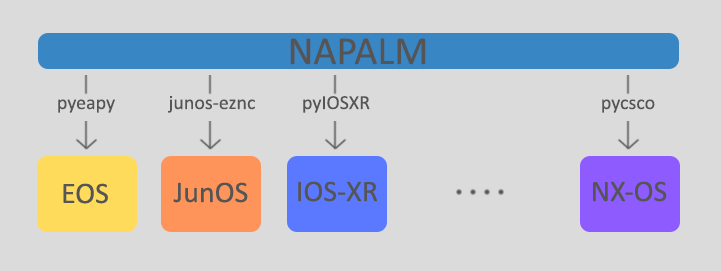 NAPALM
pyeapy junos-eznc pyIOSXR pycsco
EOS JunOS IOS-XR .... NX-OS